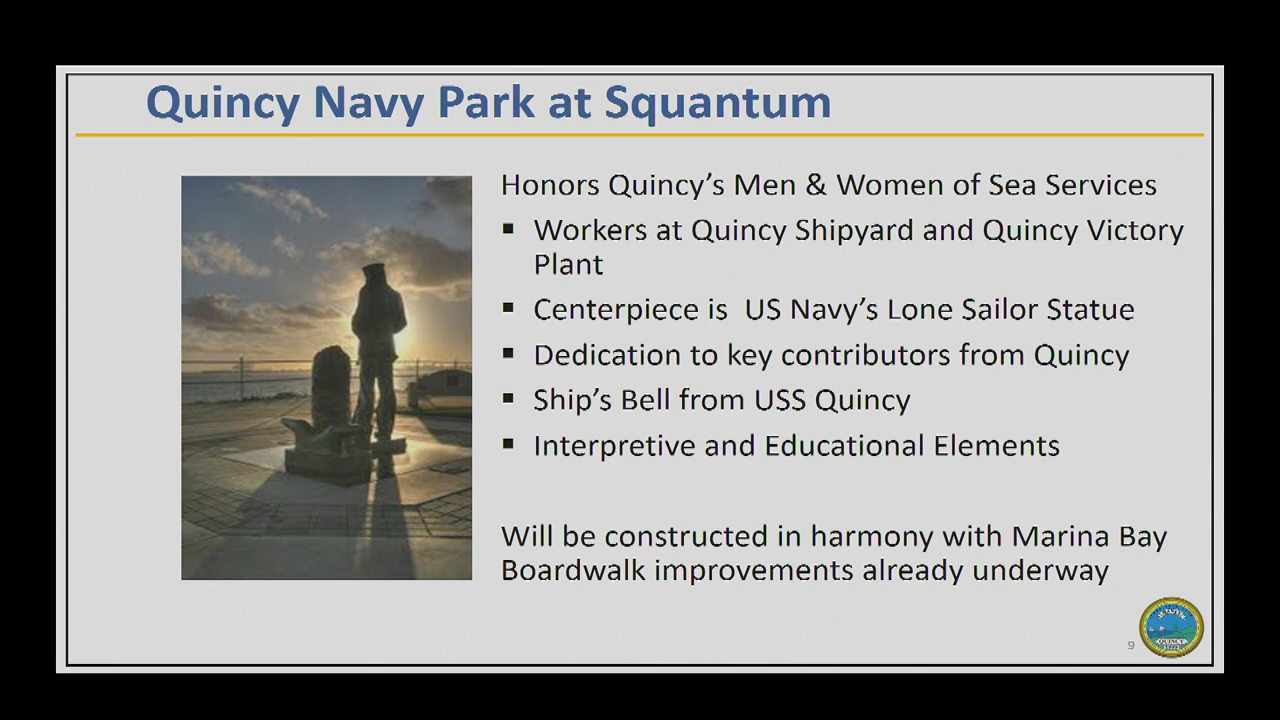 Quincy Navy Park at Squantum
Honors Quincy's Men & Women of Sea Services
▪ Workers at Quincy Shipyard and Quincy Victory
Plant
▪ Centerpiece is  US Navy's Lone Sailor Statue
▪ Dedication to key contributors from Quincy
▪ Ship's Bell from USS Quincy
▪ Interpretive and Educational Elements
Will be constructed in harmony with Marina Bay
Boardwalk improvements already underway
QUINCY
9